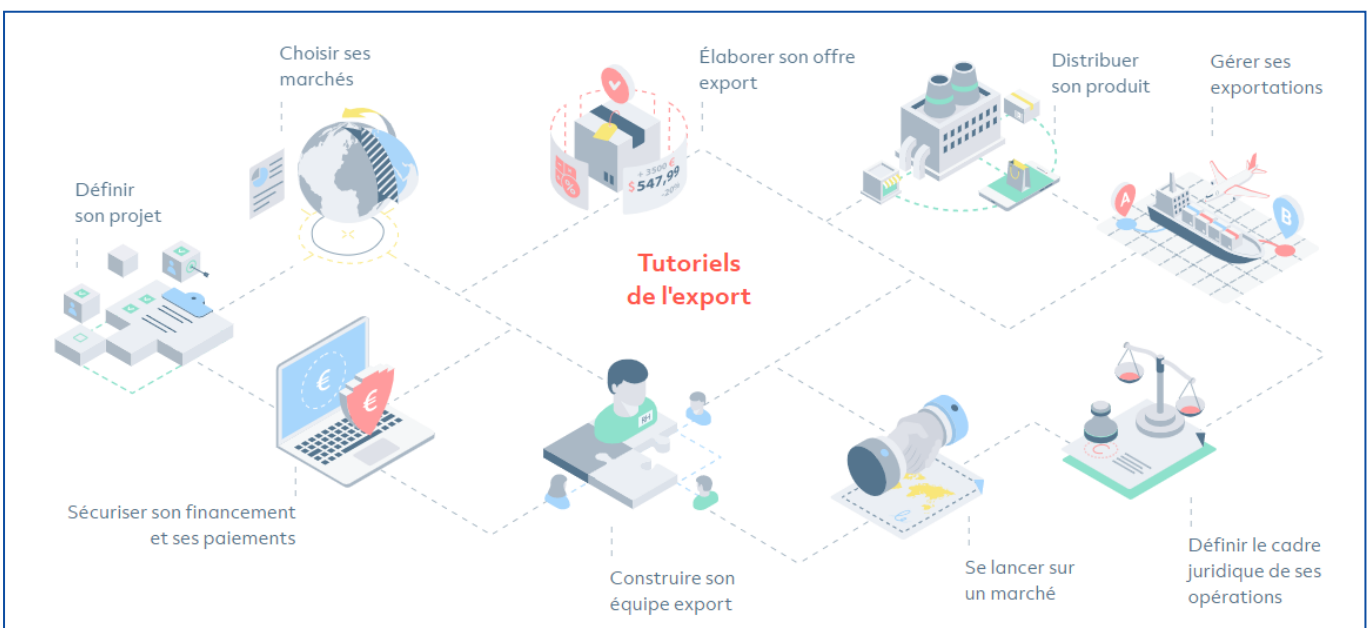 Choisir ses
marchés
Élaborer son offre
export
Distribuer
son produit
Gérer ses
exportations
Définir
son projet
%
+ 3500 €
$ 547,99
-20%
A
B
Tutoriels
de l'export
€
€
RH
Sécuriser son financement
et ses paiements
Construire son
équipe export
Se lancer sur
un marché
Définir le cadre
juridique de ses
opérations